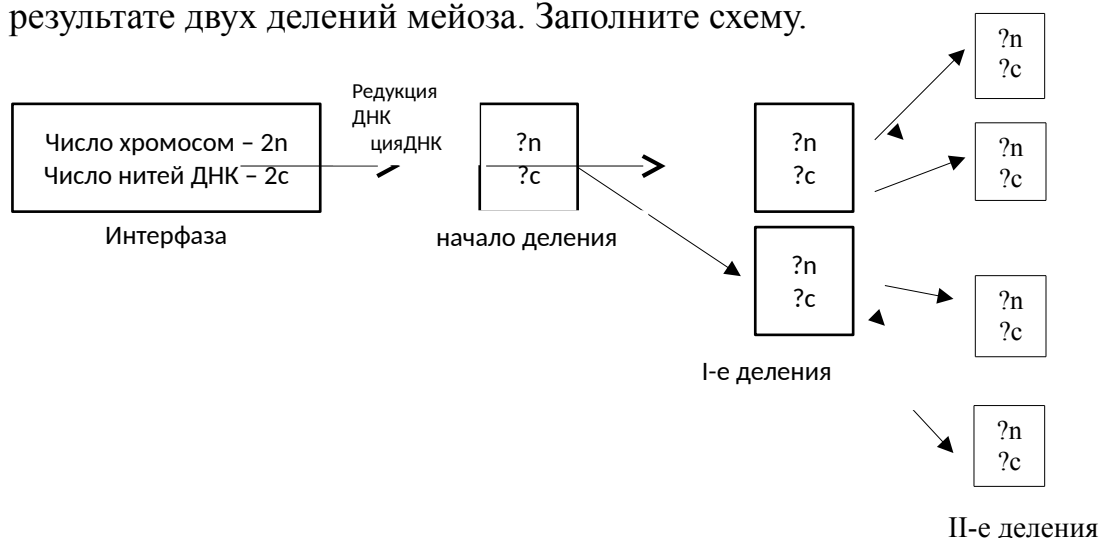 результате двух делений мейоза. Заполните схему.
?n
?c
Редукция
ДНК
цияДНК
Число хромосом – 2n
Число нитей ДНК – 2c
?n
?c
?n
?c
?n
?c
Интерфаза
начало деления
?n
?c
?n
?c
I-е деления
?n
?c
II-е деления